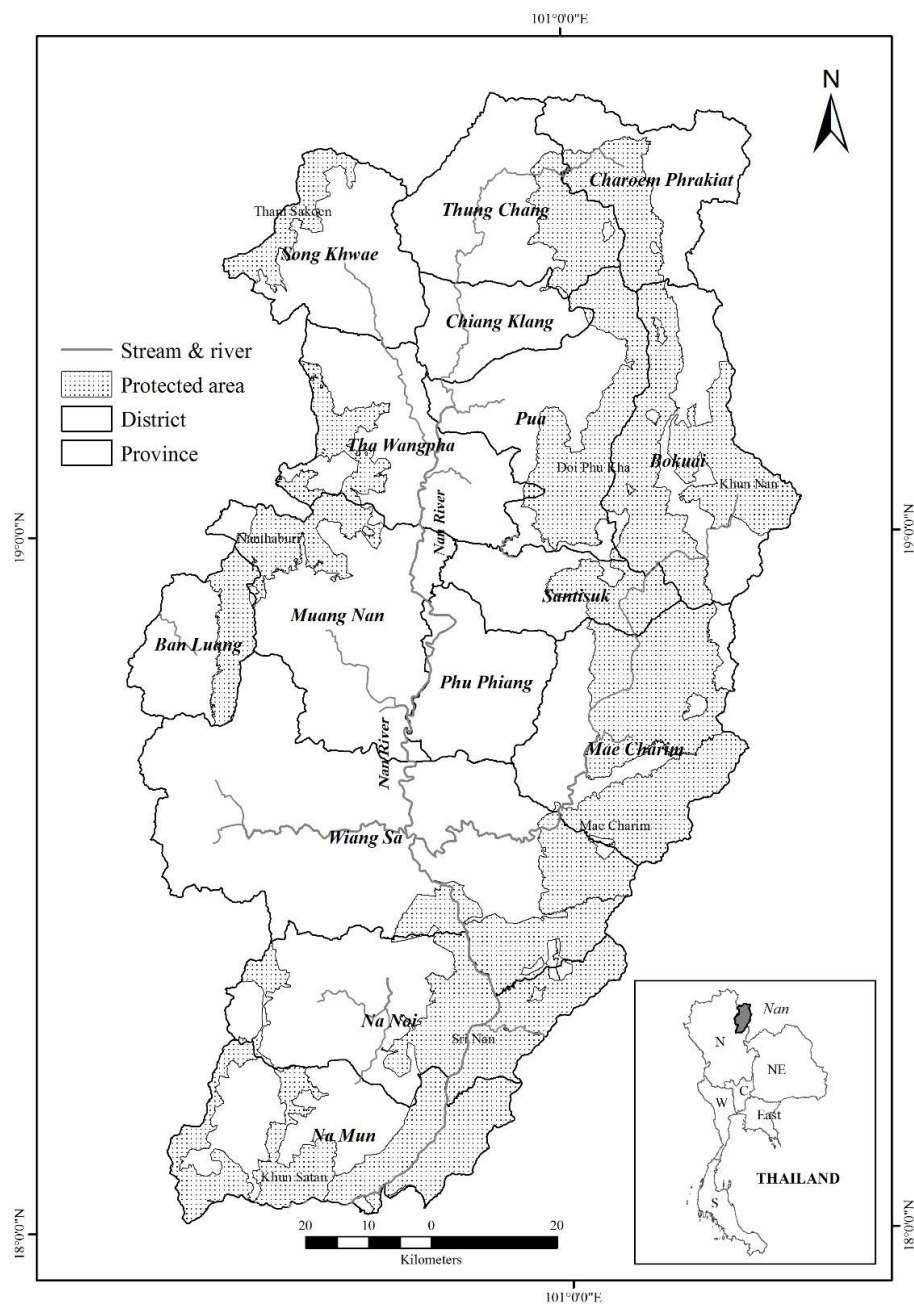 101°0'0"E
N
Charoem Phrakiat
Thung Chang
Tham Sakoen
Song Khwae
Chiang Klang
Stream & river
Protected area
District
Province
Pua
Tha Wangpha
Doi Phu Kha
Bokuai
Khun Nan
Nan River
19°0'0"N
19°0'0"N
Nanthaburi
Santisuk
Muang Nan
Ban Luang
Phu Phiang
Nan River
Mae Charim
Mae Charim
Wiang Sa
Na Noi
Sri Nan
Na Mun
Khun Satan
Nan
N
NE
W
C
East
THAILAND
S
20
10
0
20
Kilometers
18°0'0"N
18°0'0"N
101°0'0"E